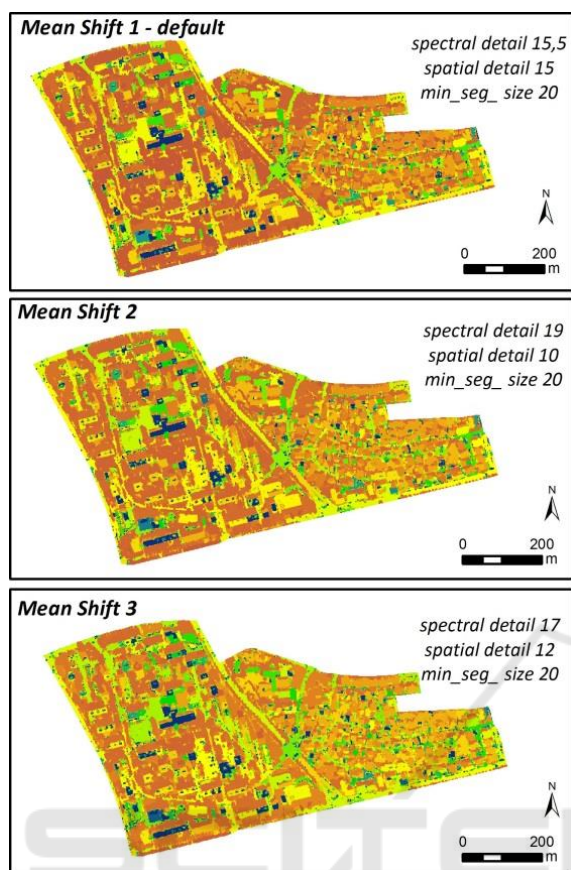 Mean Shift 1 - default
spectral detail 15,5
spatial detail 15
min_seg_ size 20
N
0 200
m
Mean Shift 2
spectral detail 19
spatial detail 10
min_seg_ size 20
N
0 200
m
Mean Shift 3
spectral detail 17
spatial detail 12
min_seg_ size 20
N
0 200
m